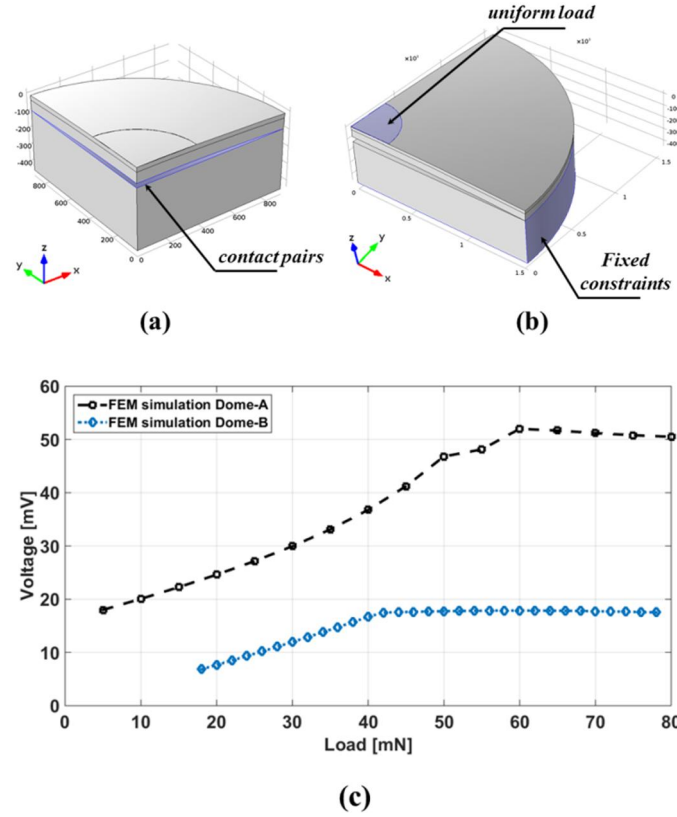 uniform load
0
-100
-200
-300
-400
800
600
400
200
0
0
200
400
600
800
contact pairs
z
y
x
(a)
×10³
×10³
0
-100
-200
-300
-400
1.5
1
0.5
0
0
0.5
1
1.5
Fixed
constraints
z
y
x
(b)
60
50
40
30
20
10
0
Voltage [mV]
FEM simulation Dome-A
FEM simulation Dome-B
0 10 20 30 40 50 60 70 80
Load [mN]
(c)